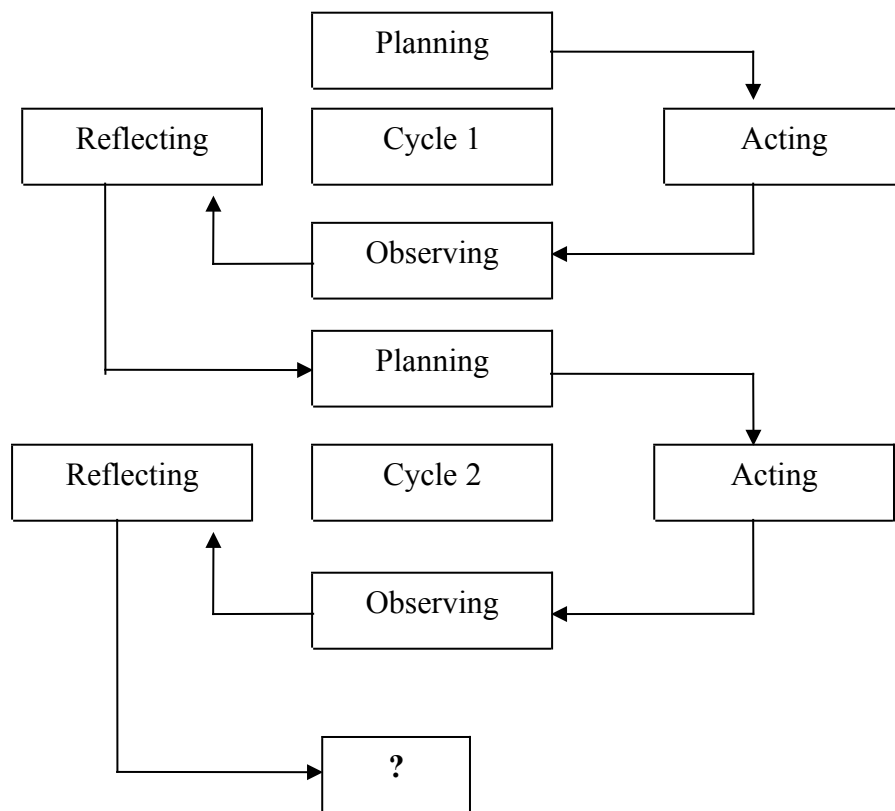 Planning
Reflecting
Cycle 1
Acting
Observing
Planning
Reflecting
Cycle 2
Acting
Observing
?